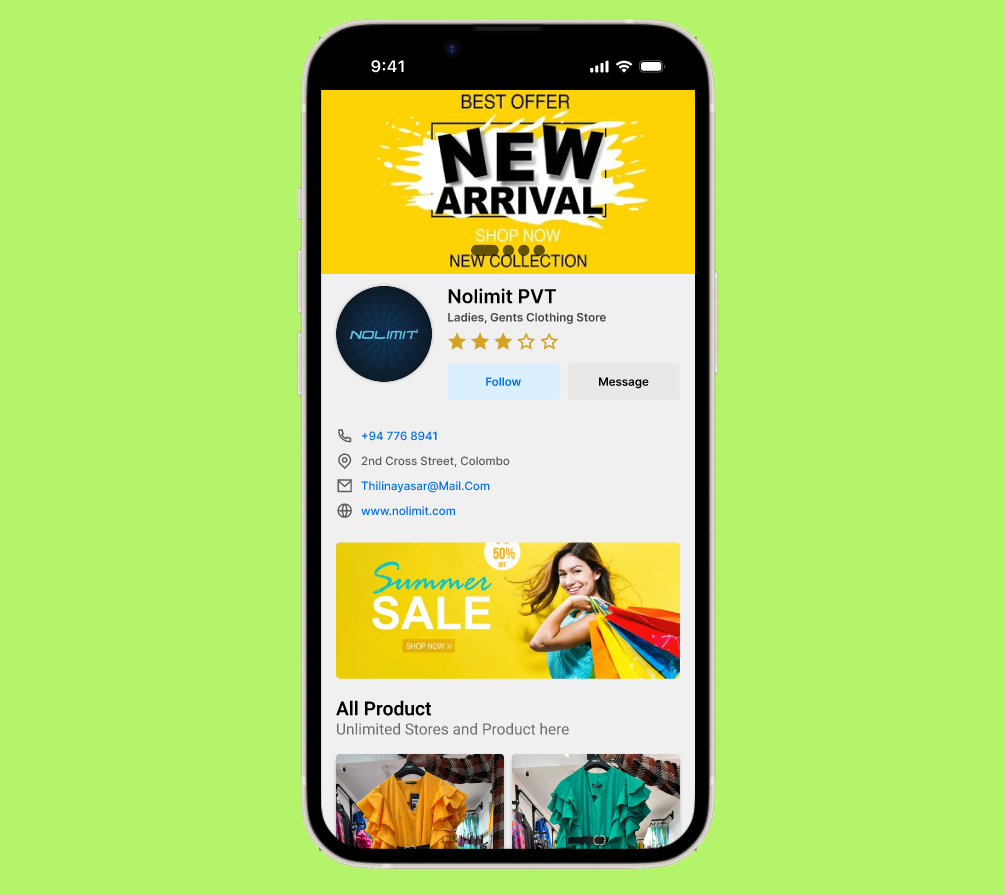 9:41
BEST OFFER
NEW
ARRIVAL
SHOP NOW
NEW COLLECTION
NOLIMIT
Nolimit PVT
Ladies, Gents Clothing Store
Follow
Message
+94 776 8941
2nd Cross Street, Colombo
Thilinayasar@Mail.Com
www.nolimit.com
50%
OFF
Summer
SALE
SHOP NOW
All Product
Unlimited Stores and Product here